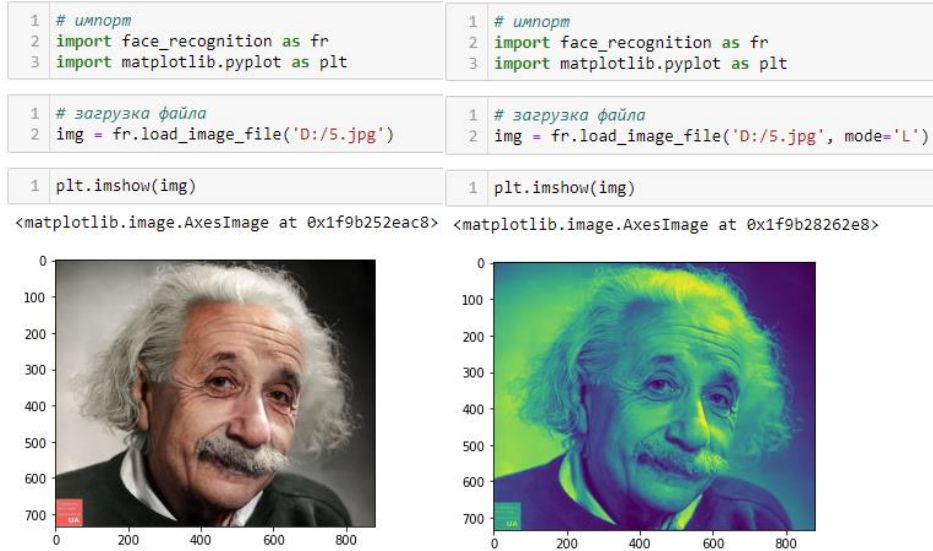 1 # импорт
2 import face_recognition as fr
3 import matplotlib.pyplot as plt
1 # загрузка файла
2 img = fr.load_image_file('D:/5.jpg')
1 plt.imshow(img)
<matplotlib.image.AxesImage at 0x1f9b252eac8>
0
100
200
300
400
500
600
700
0 200 400 600 800
UA
1 # импорт
2 import face_recognition as fr
3 import matplotlib.pyplot as plt
1 # загрузка файла
2 img = fr.load_image_file('D:/5.jpg', mode='L')
1 plt.imshow(img)
<matplotlib.image.AxesImage at 0x1f9b28262e8>
0
100
200
300
400
500
600
700
0 200 400 600 800
UA